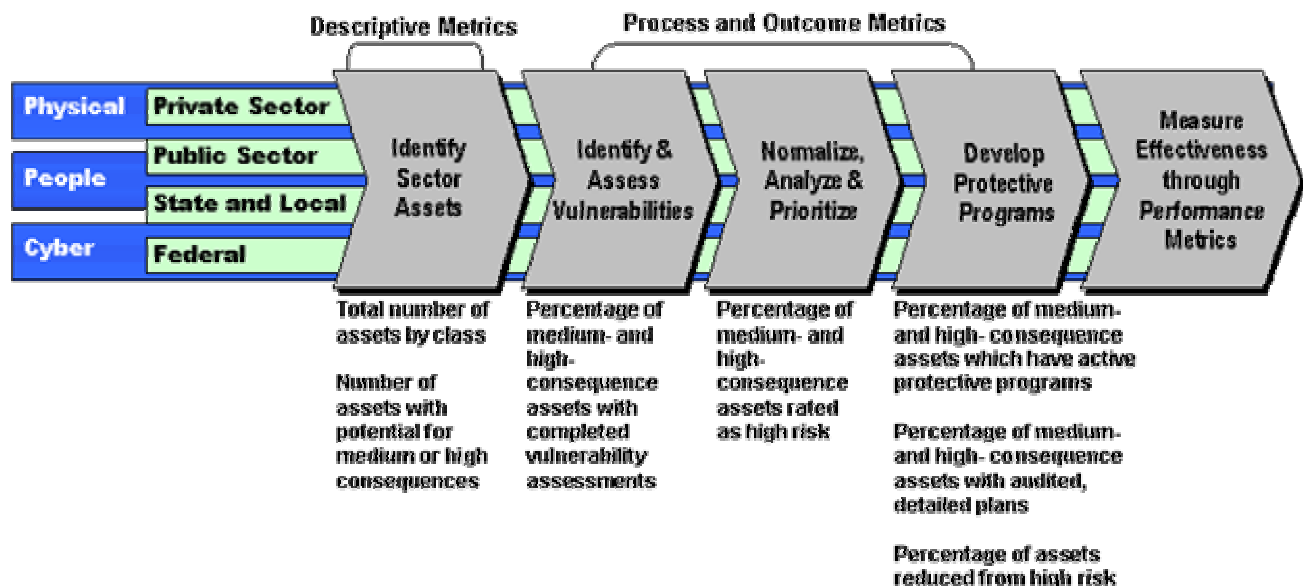 Descriptive Metrics
Process and Outcome Metrics
Physical
People
Cyber
Private Sector
Public Sector
State and Local
Federal
Identify
Sector
Assets
Identify &
Assess
Vulnerabilities
Normalize,
Analyze &
Prioritize
Develop
Protective
Programs
Measure
Effectiveness
through
Performance
Metrics
Total number of
assets by class
Number of
assets with
potential for
medium or high
consequences
Percentage of
medium- and
high-
consequence
assets with
completed
vulnerability
assessments
Percentage of
medium- and
high-
consequence
assets rated
as high risk
Percentage of medium-
and high- consequence
assets which have active
protective programs
Percentage of medium-
and high- consequence
assets with audited,
detailed plans
Percentage of assets
reduced from high risk